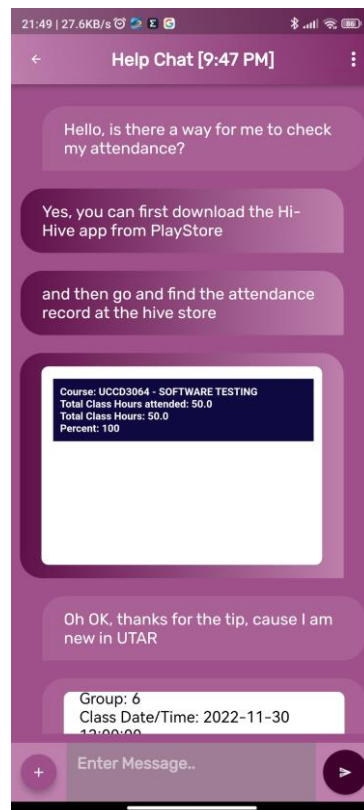 21:49 | 27.6KB/s
86
Help Chat [9:47 PM]
Hello, is there a way for me to check
my attendance?
Yes, you can first download the Hi-
Hive app from PlayStore
and then go and find the attendance
record at the hive store
Course: UCCD3064 - SOFTWARE TESTING
Total Class Hours attended: 50.0
Total Class Hours: 50.0
Percent: 100
Oh OK, thanks for the tip, cause I am
new in UTAR
Group: 6
Class Date/Time: 2022-11-30
12:00:00
Enter Message..